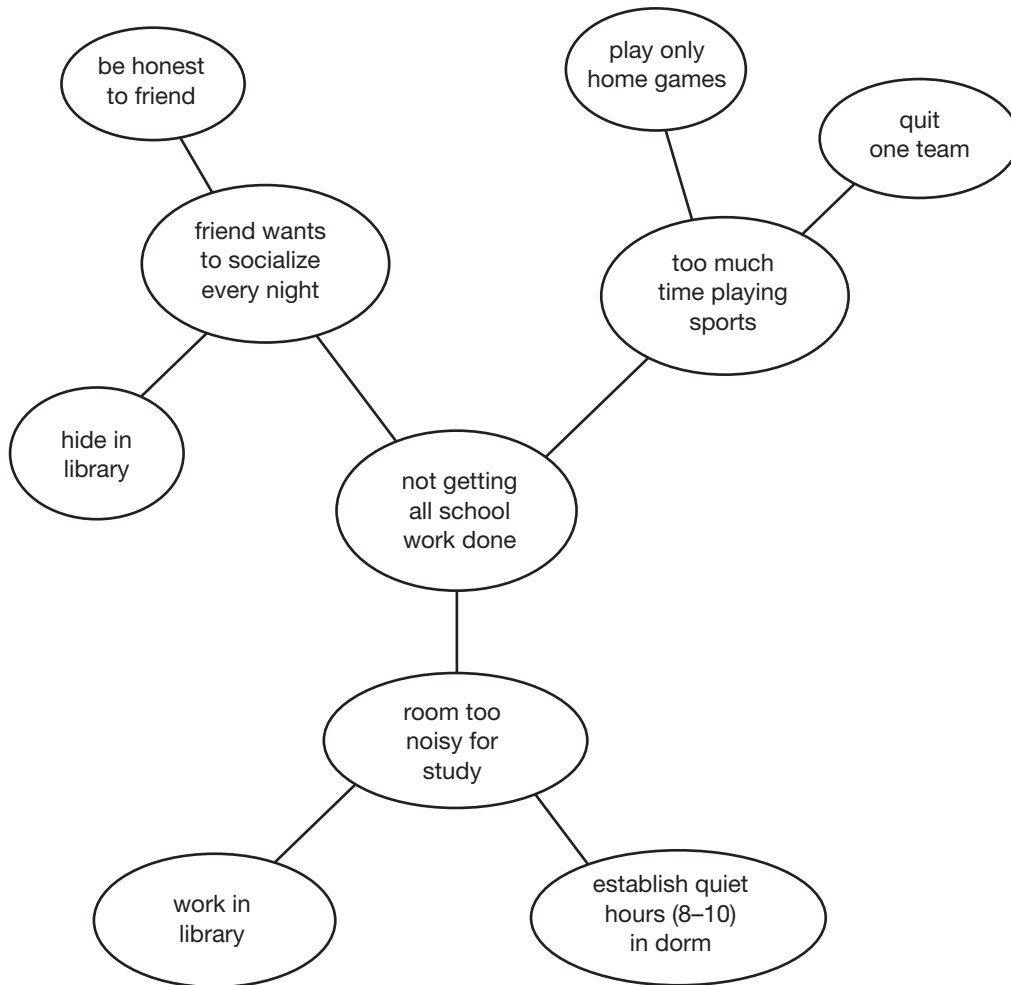 be honest
to friend
play only
home games
quit
one team
friend wants
to socialize
every night
too much
time playing
sports
hide in
library
not getting
all school
work done
room too
noisy for
study
work in
library
establish quiet
hours (8–10)
in dorm